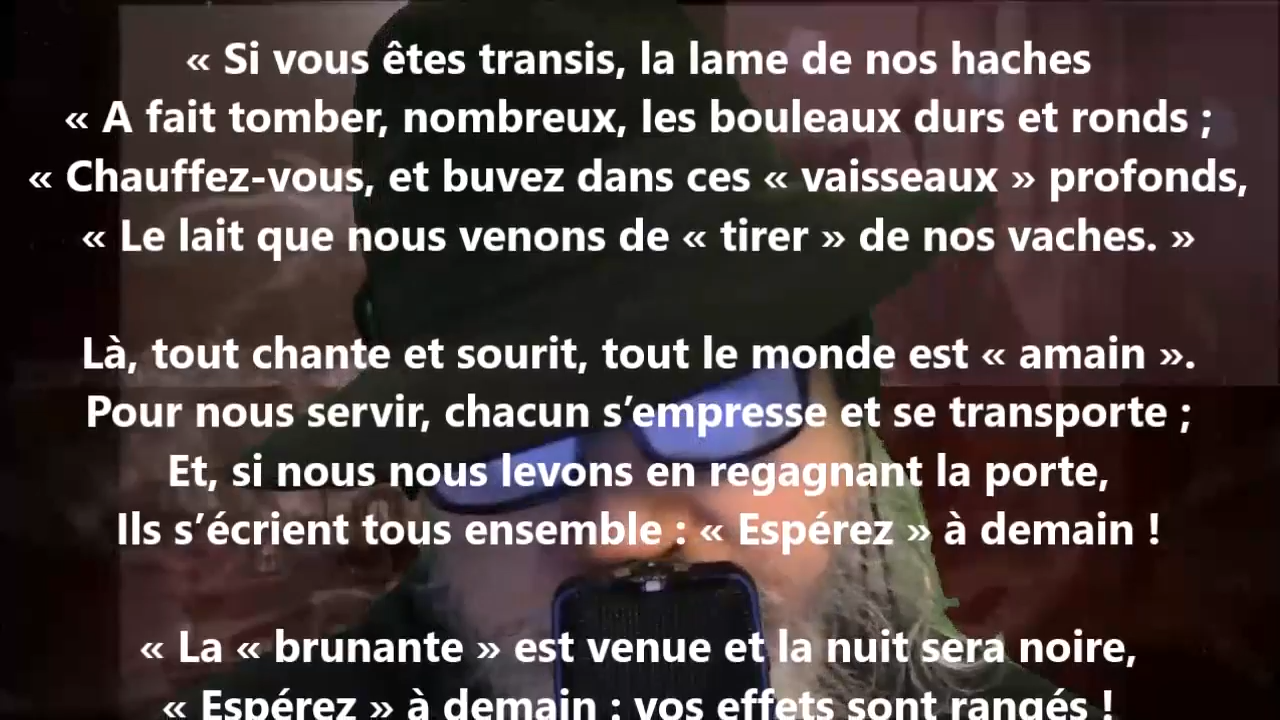 « Si vous êtes transis, la lame de nos haches
« A fait tomber, nombreux, les bouleaux durs et ronds ;
« Chauffez-vous, et buvez dans ces « vaisseaux » profonds,
« Le lait que nous venons de « tirer » de nos vaches. »
Là, tout chante et sourit, tout le monde est « amain ».
Pour nous servir, chacun s’empresse et se transporte ;
Et, si nous nous levons en regagnant la porte,
Ils s’écrient tous ensemble : « Espérez » à demain !
« La « brunante » est venue et la nuit sera noire,
« Espérez » à demain ; vos effets sont rangés !